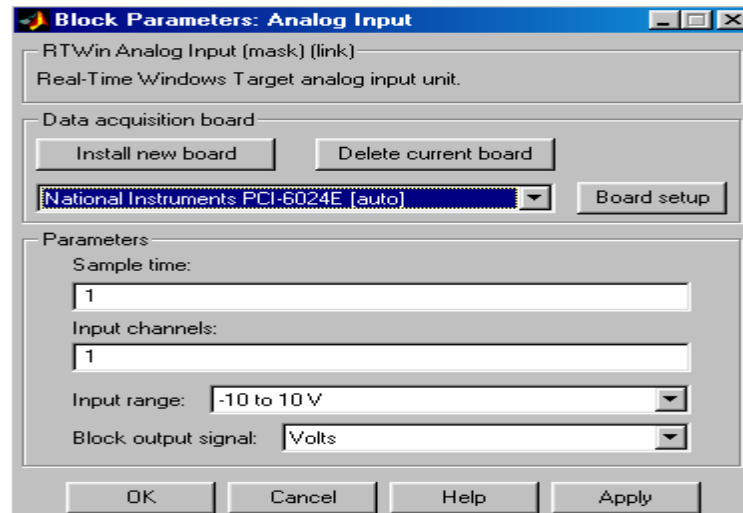 Block Parameters: Analog Input
RTWin Analog Input (mask) (link)
Real-Time Windows Target analog input unit.
Data acquisition board
Install new board Delete current board
National Instruments PCI-6024E [auto] Board setup
Parameters
Sample time:
1
Input channels:
1
Input range: -10 to 10 V
Block output signal: Volts
OK Cancel Help Apply